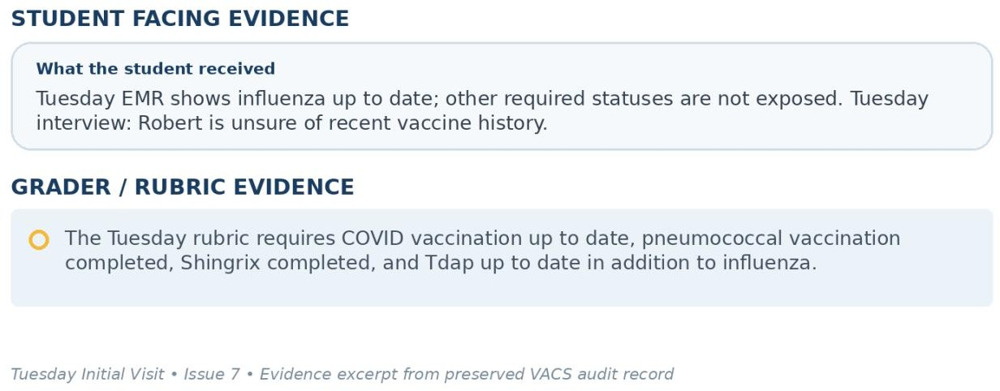 STUDENT FACING EVIDENCE
What the student received
Tuesday EMR shows influenza up to date; other required statuses are not exposed. Tuesday
interview: Robert is unsure of recent vaccine history.
GRADER / RUBRIC EVIDENCE
The Tuesday rubric requires COVID vaccination up to date, pneumococcal vaccination
completed, Shingrix completed, and Tdap up to date in addition to influenza.
Tuesday Initial Visit • Issue 7 • Evidence excerpt from preserved VACS audit record